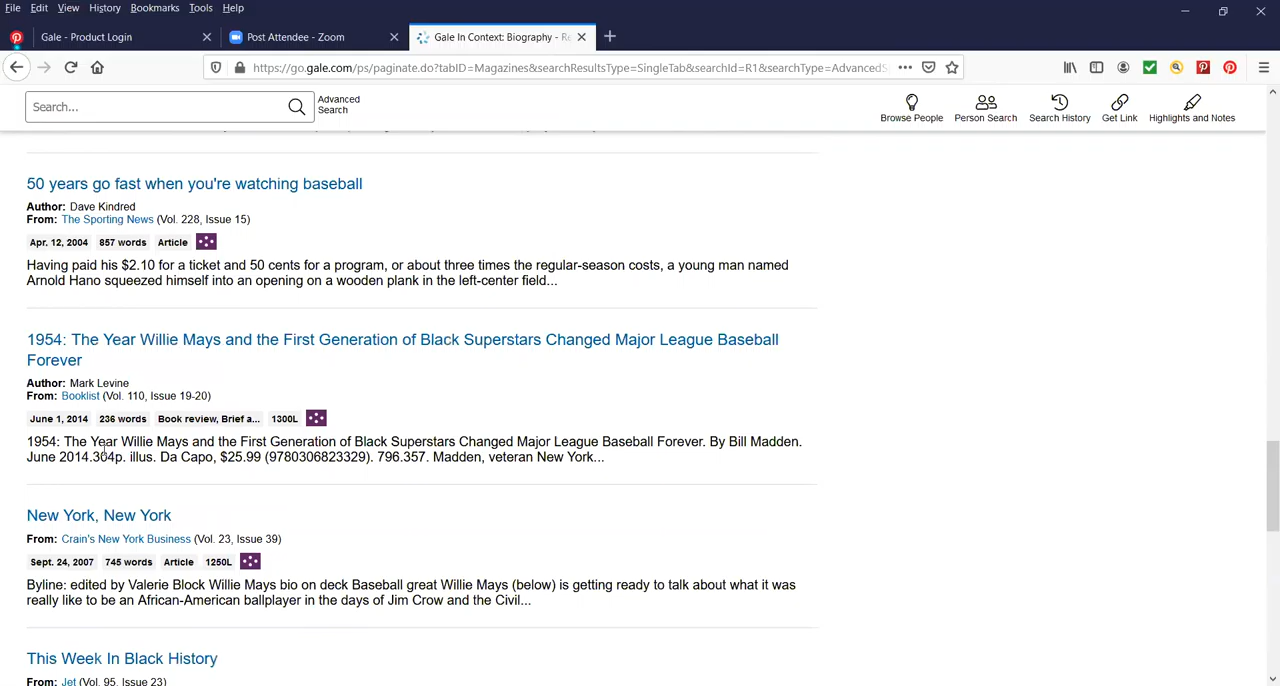 File Edit View History Bookmarks Tools Help
Gale - Product Login
Post Attendee - Zoom
Gale In Context: Biography - Re
https://go.gale.com/ps/paginate.do?tabID=Magazines&searchResultsType=SingleTab&searchId=R1&searchType=AdvancedS
Search...
Advanced
Search
Browse People
Person Search
Search History
Get Link
Highlights and Notes
50 years go fast when you're watching baseball
Author: Dave Kindred
From: The Sporting News (Vol. 228, Issue 15)
Apr. 12, 2004 857 words Article
Having paid his $2.10 for a ticket and 50 cents for a program, or about three times the regular-season costs, a young man named
Arnold Hano squeezed himself into an opening on a wooden plank in the left-center field...
1954: The Year Willie Mays and the First Generation of Black Superstars Changed Major League Baseball
Forever
Author: Mark Levine
From: Booklist (Vol. 110, Issue 19-20)
June 1, 2014 236 words Book review, Brief a... 1300L
1954: The Year Willie Mays and the First Generation of Black Superstars Changed Major League Baseball Forever. By Bill Madden.
June 2014.304p. illus. Da Capo, $25.99 (9780306823329). 796.357. Madden, veteran New York...
New York, New York
From: Crain's New York Business (Vol. 23, Issue 39)
Sept. 24, 2007 745 words Article 1250L
Byline: edited by Valerie Block Willie Mays bio on deck Baseball great Willie Mays (below) is getting ready to talk about what it was
really like to be an African-American ballplayer in the days of Jim Crow and the Civil...
This Week In Black History
From: Jet (Vol. 95, Issue 23)